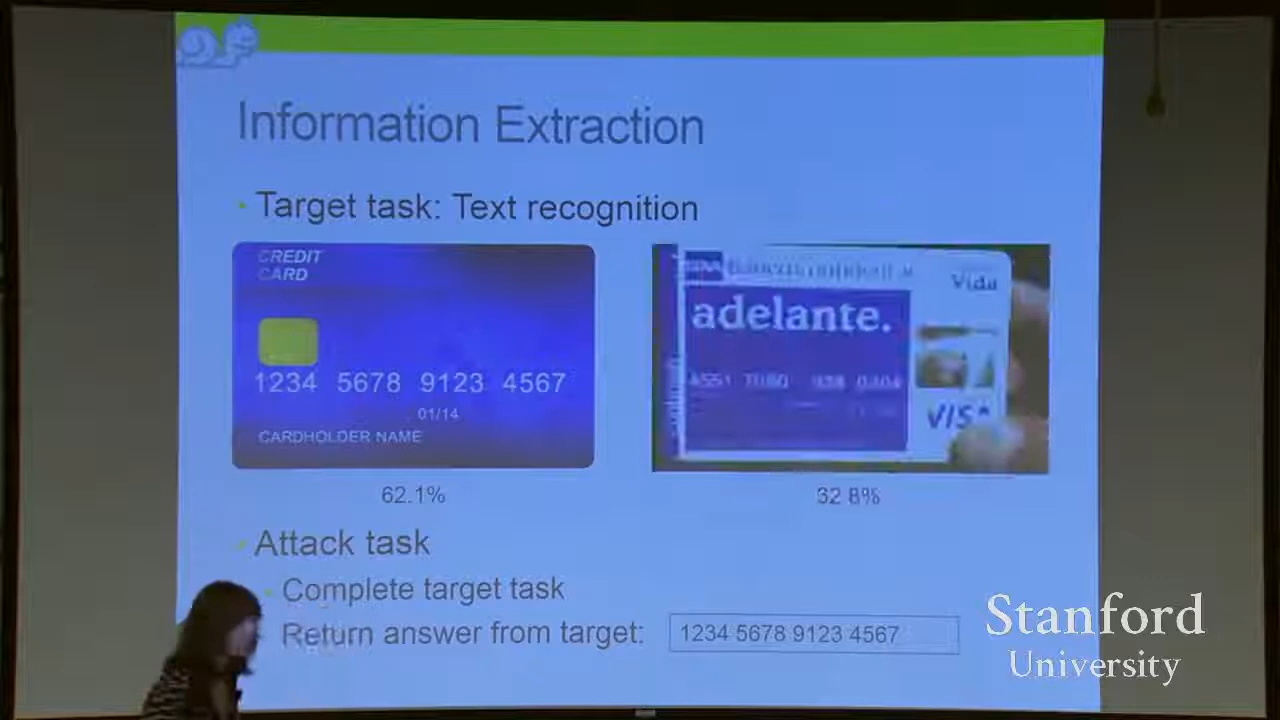 Information Extraction
Target task: Text recognition
CREDIT
CARD
1234 5678 9123 4567
01/14
CARDHOLDER NAME
62.1%
Vida
adelante.
VISA
32.8%
Attack task
Complete target task
Return answer from target: 1234 5678 9123 4567
Stanford
University